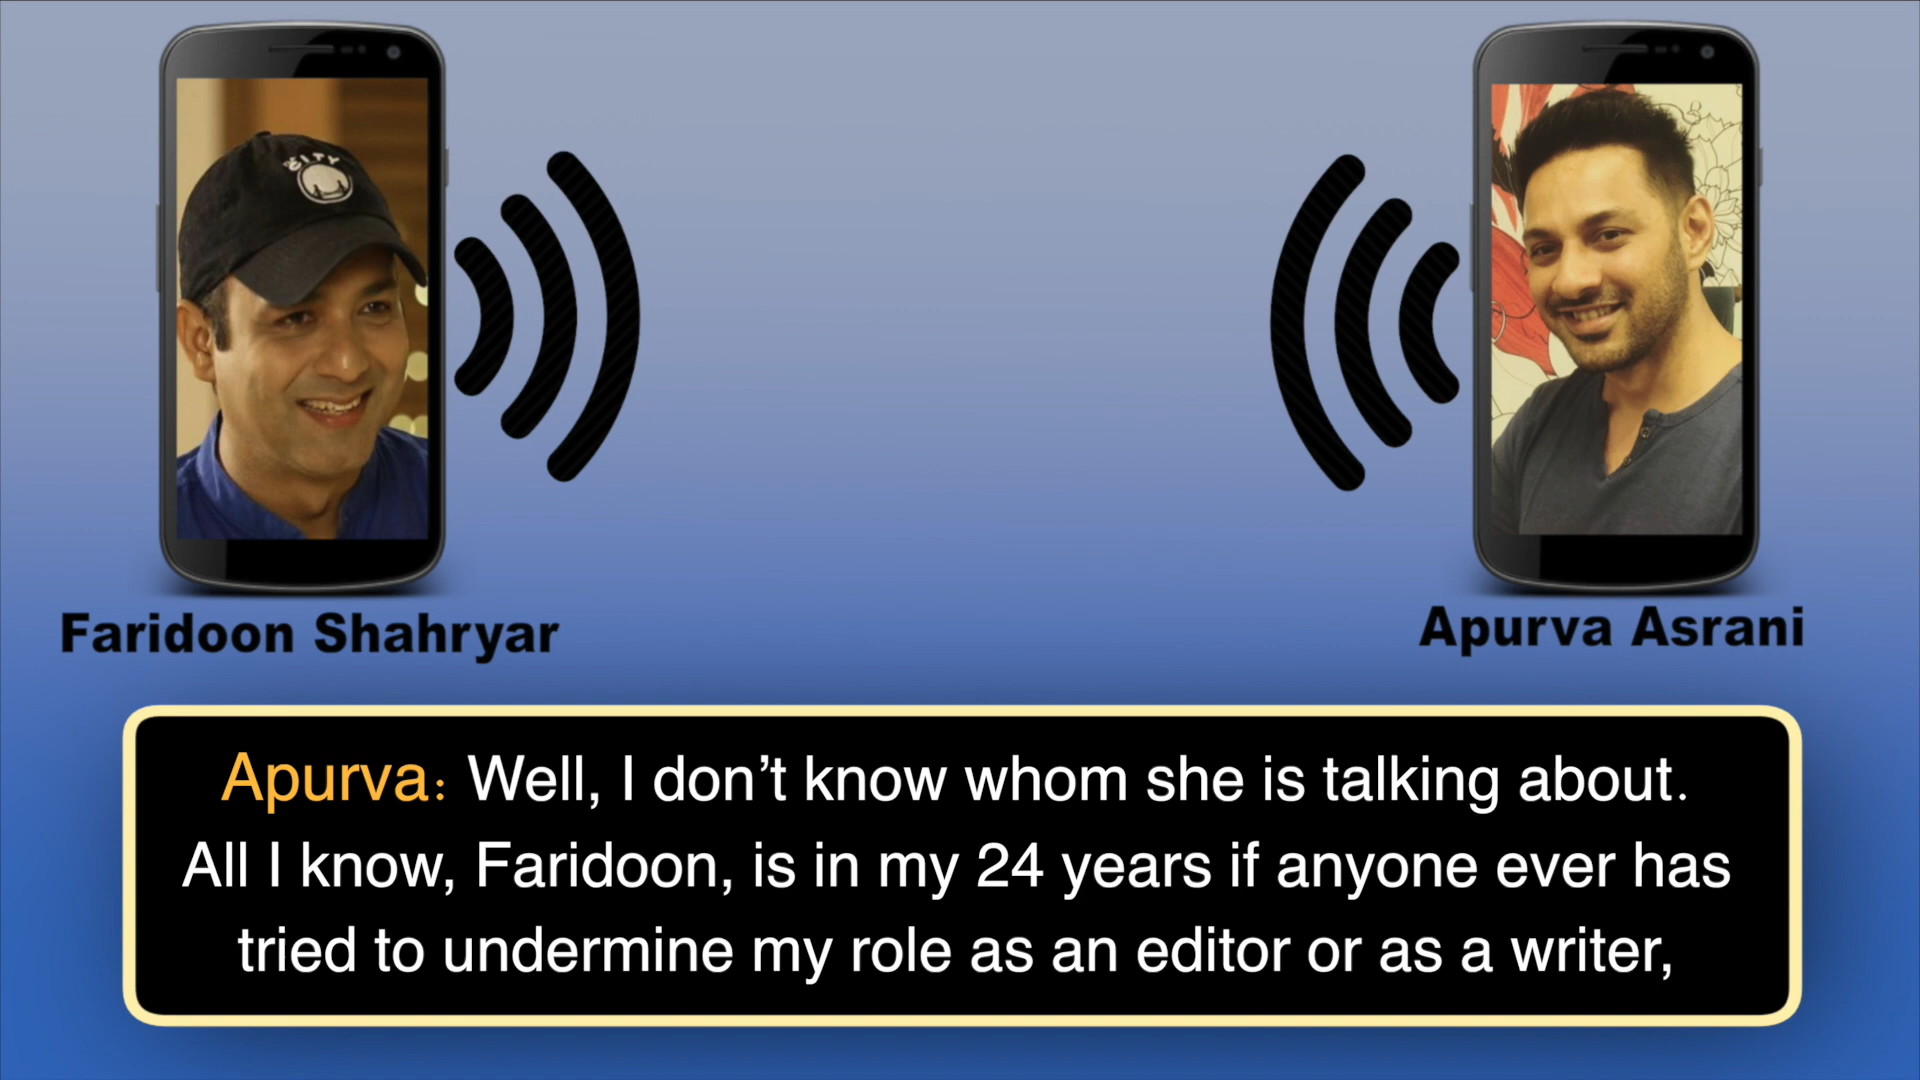 CITY
Faridoon Shahryar
Apurva Asrani
Apurva: Well, I don’t know whom she is talking about.
All I know, Faridoon, is in my 24 years if anyone ever has
tried to undermine my role as an editor or as a writer,